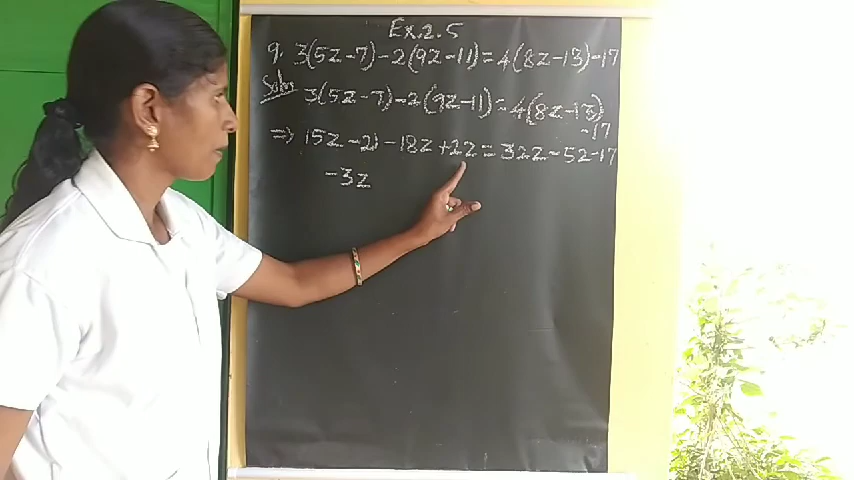 Ex.2.5
9. 3(5z-7)-2(9z-11)=4(8z-13)-17
Soln 3(5z-7)-2(9z-11)=4(8z-13)
-17
⇒ 15z-21-18z+22=32z-52-17
-3z